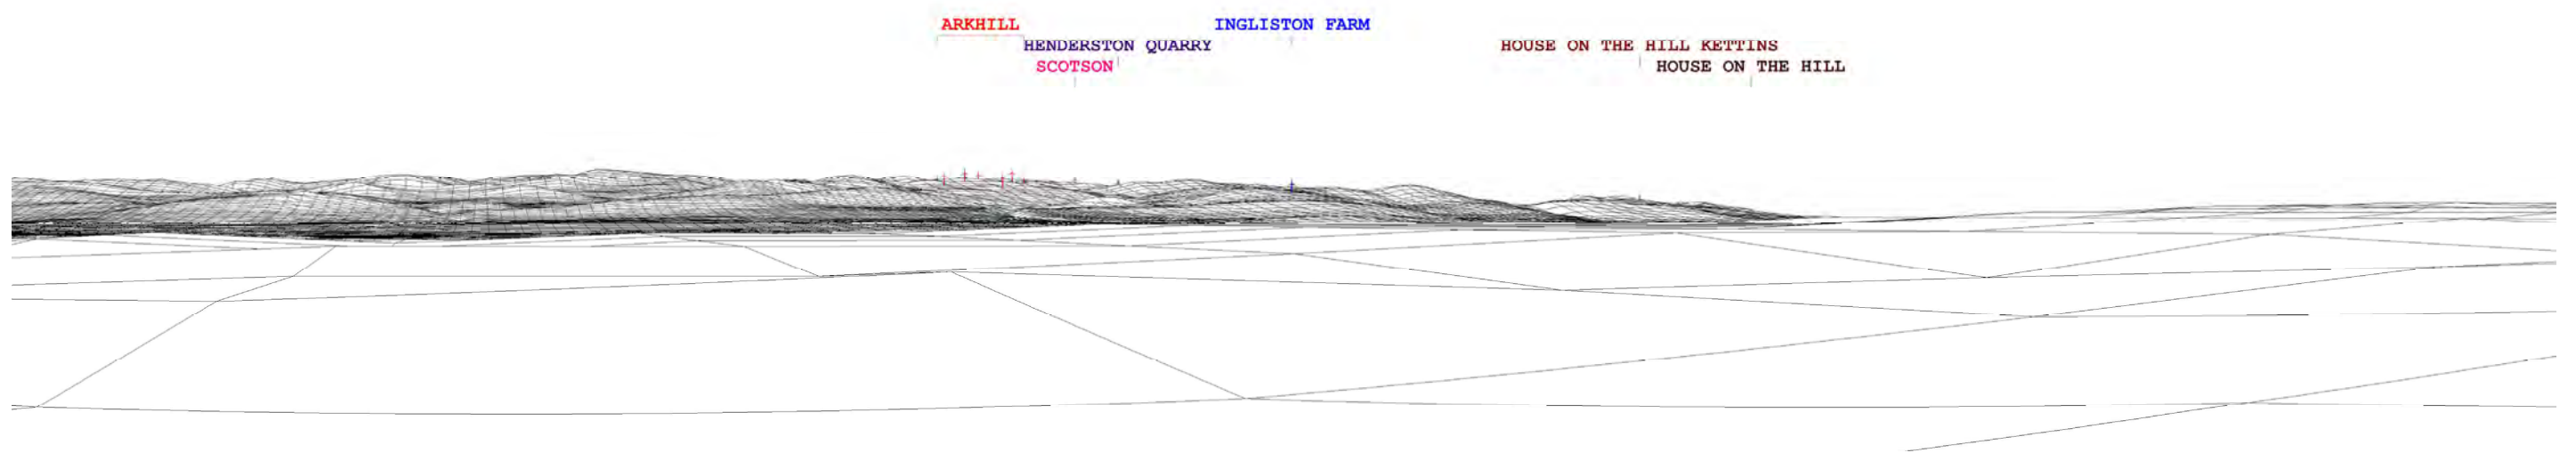 ARKHILL
INGLISTON FARM
HENDERSTON QUARRY
HOUSE ON THE HILL KETTINS
SCOTSON
HOUSE ON THE HILL